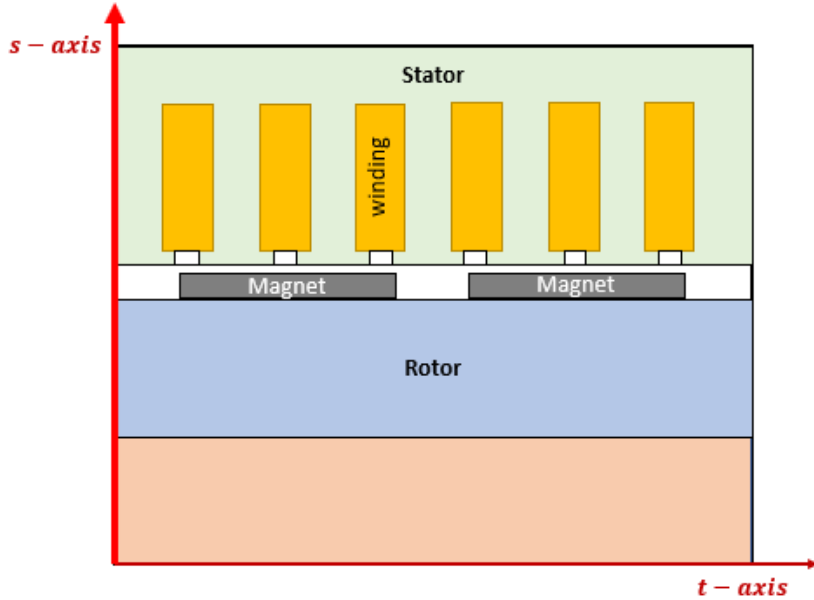 s − axis
Stator
winding
Magnet
Magnet
Rotor
t − axis